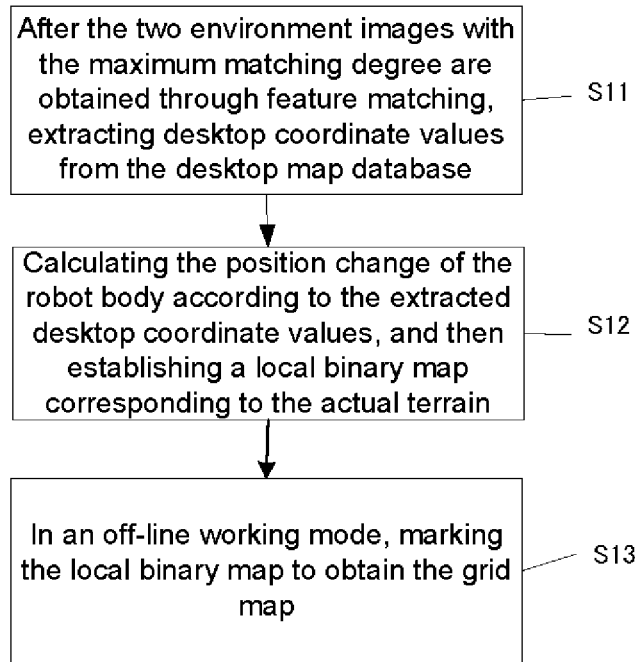 After the two environment images with
the maximum matching degree are
obtained through feature matching,
extracting desktop coordinate values
from the desktop map database
S11
Calculating the position change of the
robot body according to the extracted
desktop coordinate values, and then
establishing a local binary map
corresponding to the actual terrain
S12
In an off-line working mode, marking
the local binary map to obtain the grid
map
S13